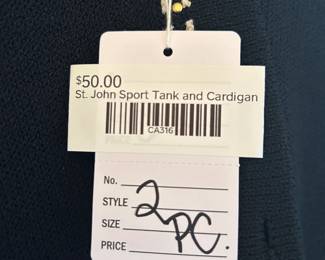 $50.00
St. John Sport Tank and Cardigan
CA316
No.
STYLE 2
SIZE PC.
PRICE